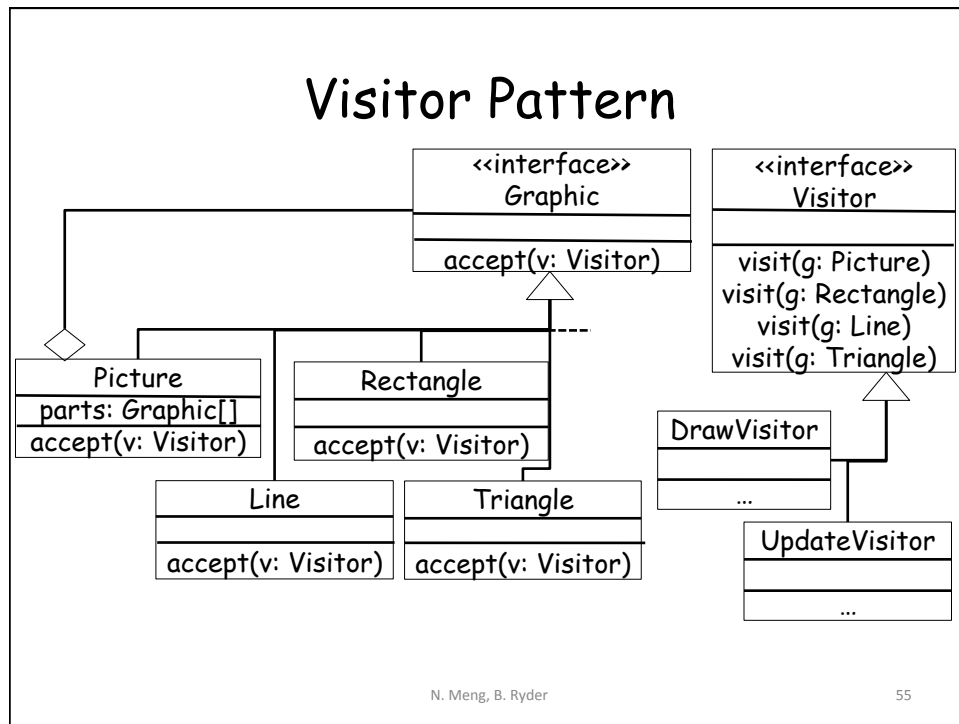 Visitor Pattern
<<interface>>
Graphic
accept(v: Visitor)
<<interface>>
Visitor
visit(g: Picture)
visit(g: Rectangle)
visit(g: Line)
visit(g: Triangle)
Picture
parts: Graphic[]
accept(v: Visitor)
Rectangle
accept(v: Visitor)
Line
accept(v: Visitor)
Triangle
accept(v: Visitor)
DrawVisitor
...
UpdateVisitor
...
N. Meng, B. Ryder
55